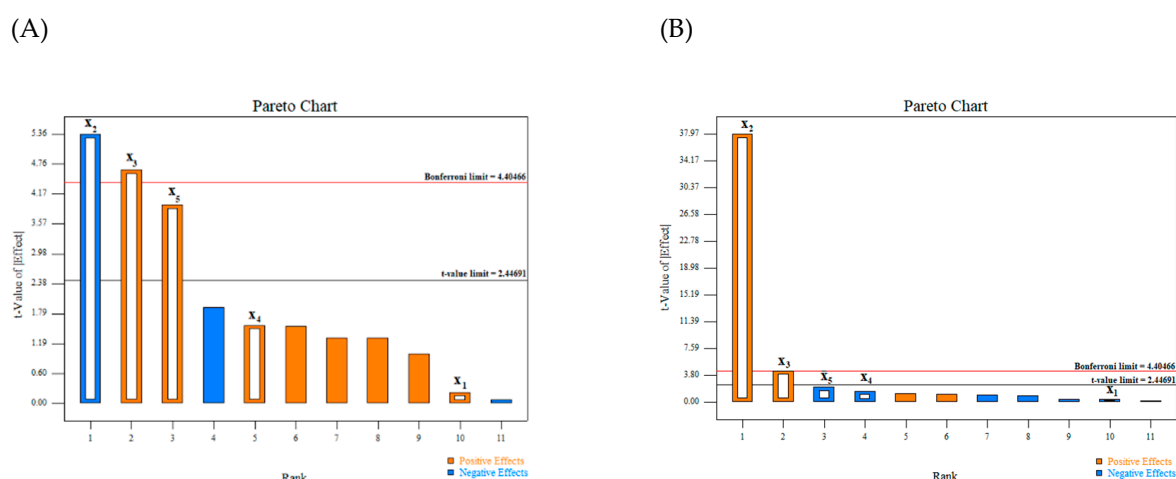 (A)
Pareto Chart
t-Value of |Effect|
5.36
4.76
4.17
3.57
2.98
2.38
1.79
1.19
0.60
0.00
x2
x3
x5
x4
x1
Bonferroni limit = 4.40466
t-value limit = 2.44691
1 2 3 4 5 6 7 8 9 10 11
Rank
Positive Effects
Negative Effects
(B)
Pareto Chart
t-Value of |Effect|
37.97
34.17
30.37
26.58
22.78
18.98
15.19
11.39
7.59
3.80
0.00
x2
x3
x5
x4
x1
Bonferroni limit = 4.40466
t-value limit = 2.44691
1 2 3 4 5 6 7 8 9 10 11
Rank
Positive Effects
Negative Effects